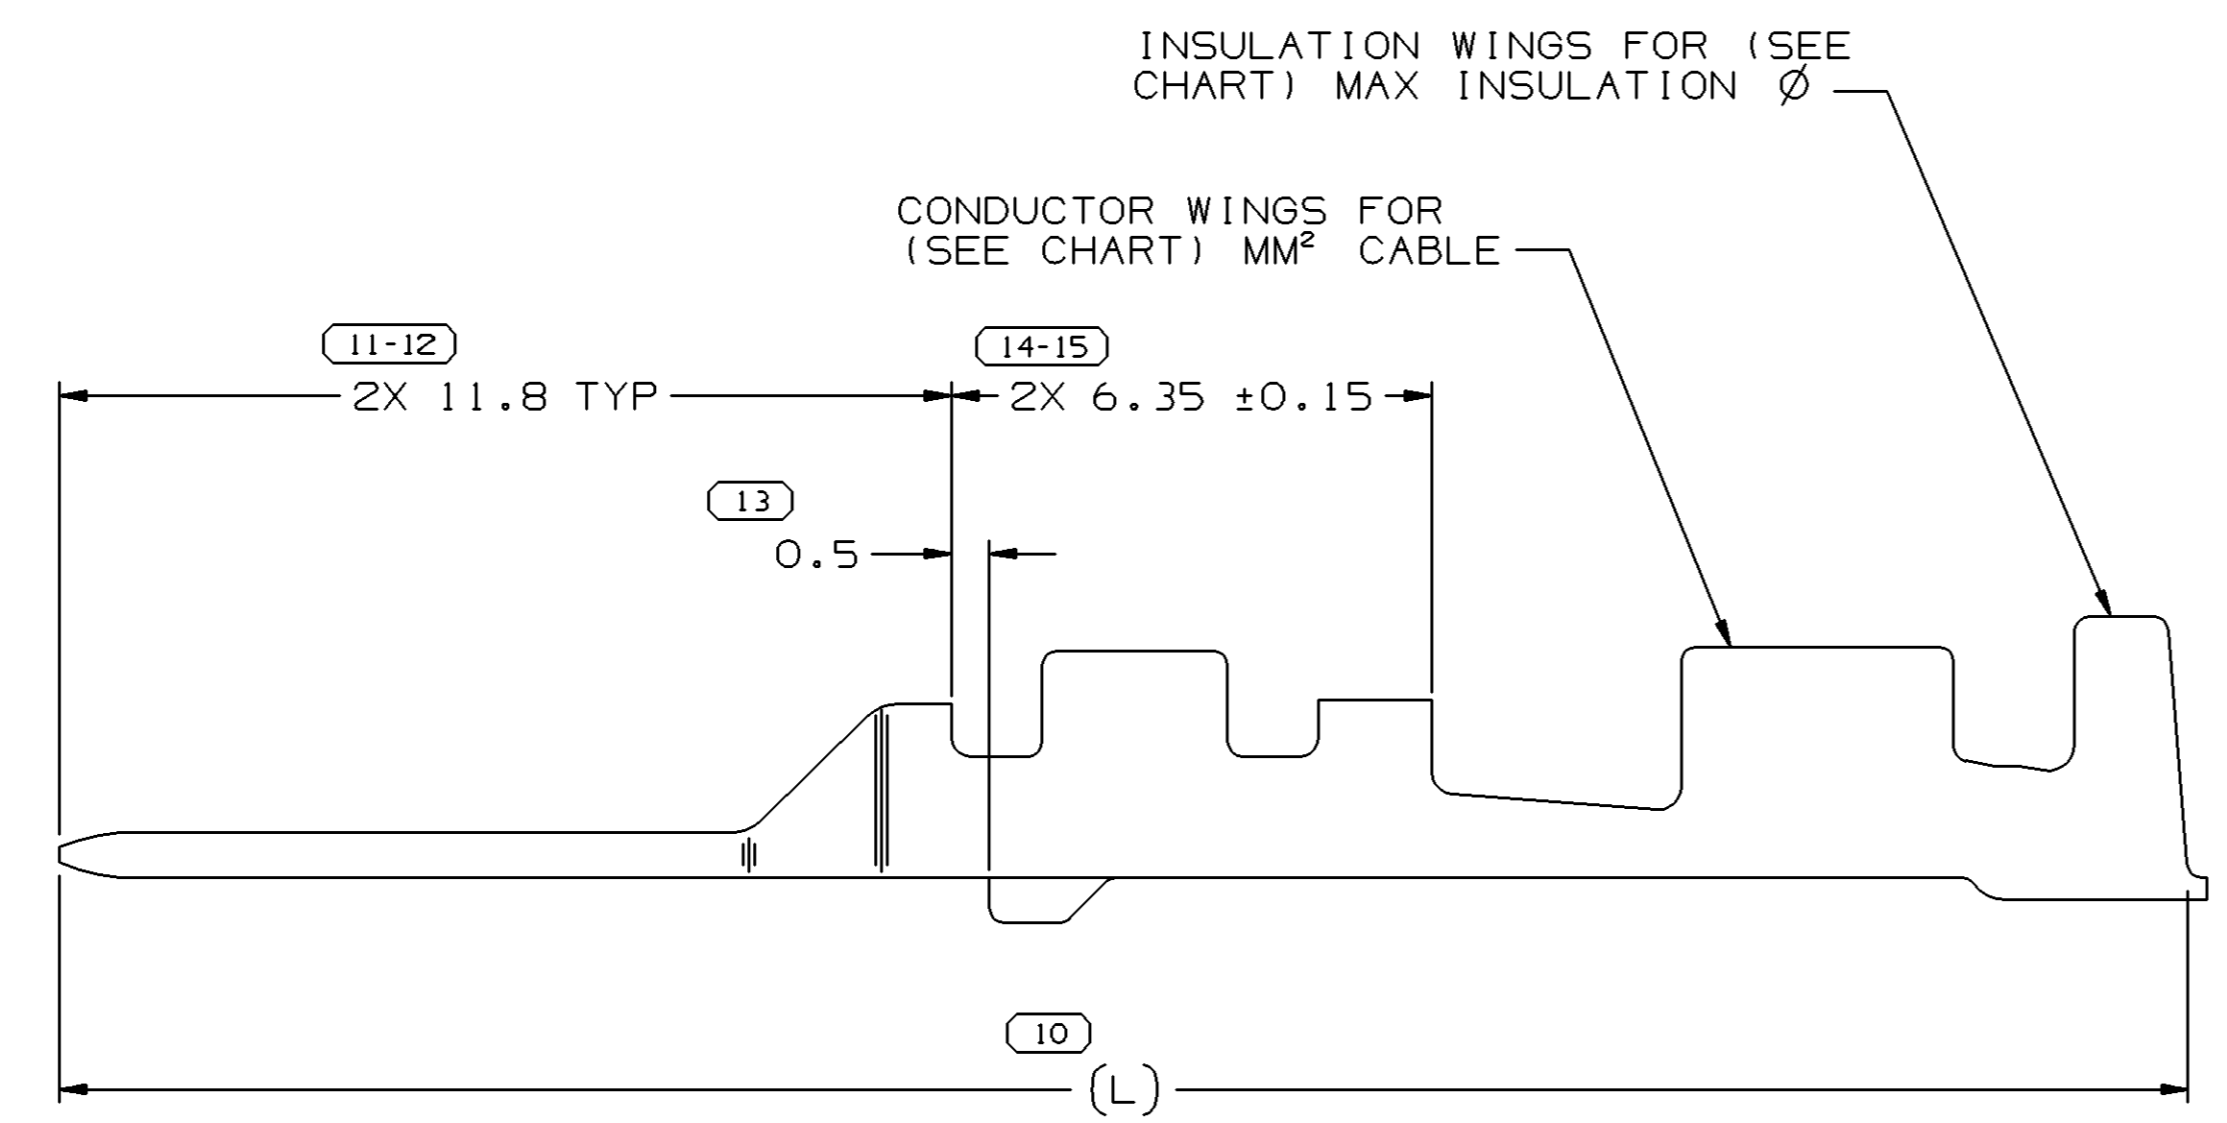 INSULATION WINGS FOR (SEE
CHART) MAX INSULATION Ø
CONDUCTOR WINGS FOR
(SEE CHART) MM² CABLE
11-12
2X 11.8 TYP
14-15
2X 6.35 ±0.15
13
0.5
10
(L)